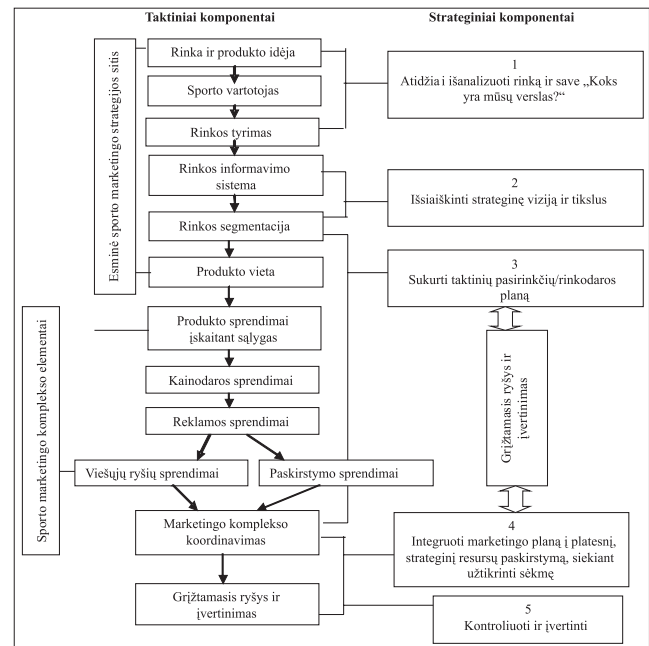 Taktiniai komponentai
Strateginiai komponentai
Esminė sporto marketingo strategijos sitis
Rinka ir produkto idėja
Sporto vartotojas
Rinkos tyrimas
Rinkos informavimo
sistema
Rinkos segmentacija
Produkto vieta
Sporto marketingo komplekso elementai
Produkto sprendimai
įskaitant sąlygas
Kainodaros sprendimai
Reklamos sprendimai
Viešųjų ryšių sprendimai
Paskirstymo sprendimai
Marketingo komplekso
koordinavimas
Grįžtamasis ryšys ir
įvertinimas
1
Atidžiai išanalizuoti rinką ir save „Koks
yra mūsų verslas?“
2
Išsiaiškinti strateginę viziją ir tikslus
3
Sukurti taktinių pasirinkčių/rinkodaros
planą
Grįžtamasis ryšys ir
įvertinimas
4
Integruoti marketingo planą į platesnį,
strateginį resursų paskirstymą, siekiant
užtikrinti sėkmę
5
Kontroliuoti ir įvertinti